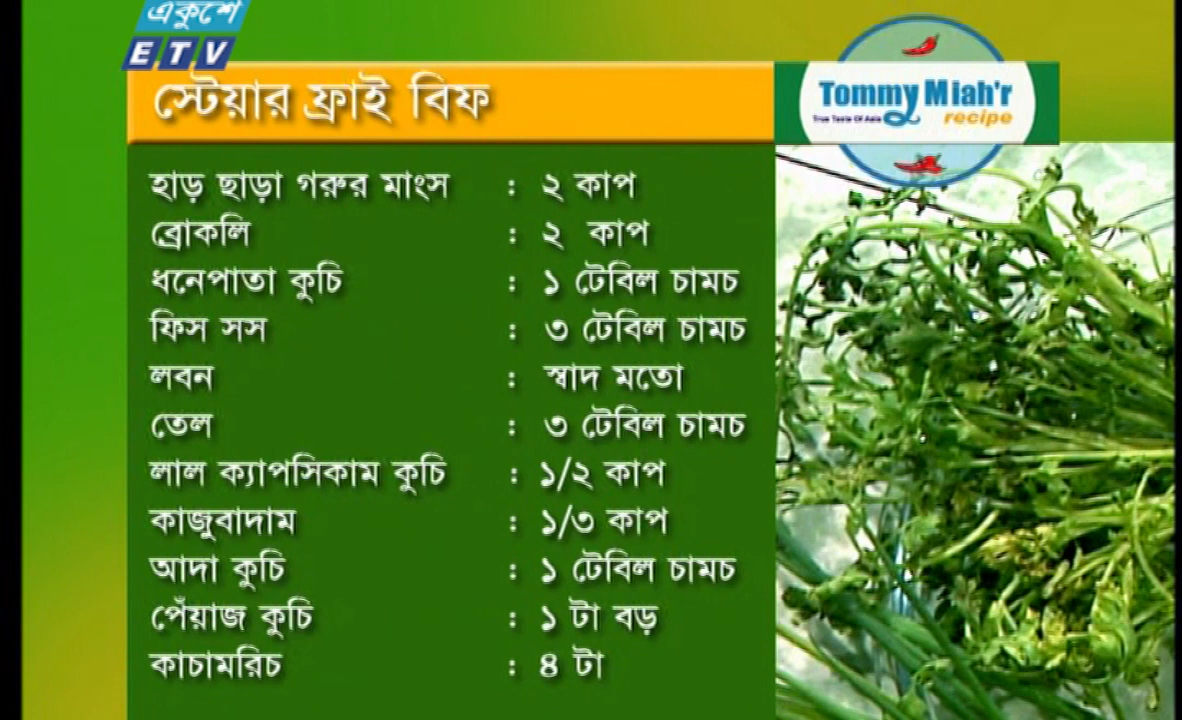 একুশে
ETV
স্টেয়ার ফ্রাই বিফ
Tommy Miah'r
True Taste Of Asia
recipe
হাড় ছাড়া গরুর মাংস : ২ কাপ
ব্রোকলি : ২ কাপ
ধনেপাতা কুচি : ১ টেবিল চামচ
ফিস সস : ৩ টেবিল চামচ
লবন : স্বাদ মতো
তেল : ৩ টেবিল চামচ
লাল ক্যাপসিকাম কুচি : ১/২ কাপ
কাজুবাদাম : ১/৩ কাপ
আদা কুচি : ১ টেবিল চামচ
পেঁয়াজ কুচি : ১ টা বড়
কাচামরিচ : ৪ টা